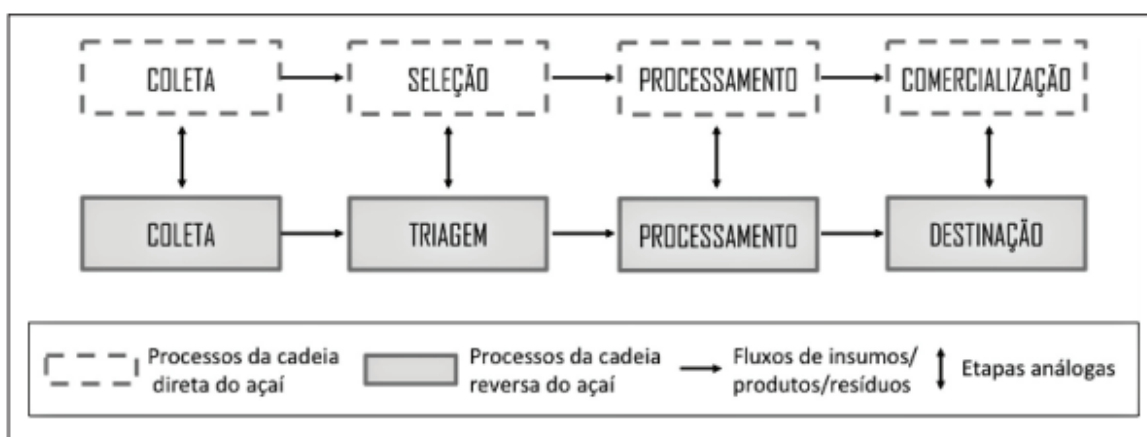 COLETA
SELEÇÃO
PROCESSAMENTO
COMERCIALIZAÇÃO
COLETA
TRIAGEM
PROCESSAMENTO
DESTINAÇÃO
Processos da cadeia
direta do açaí
Processos da cadeia
reversa do açaí
Fluxos de insumos/
produtos/resíduos
Etapas análogas